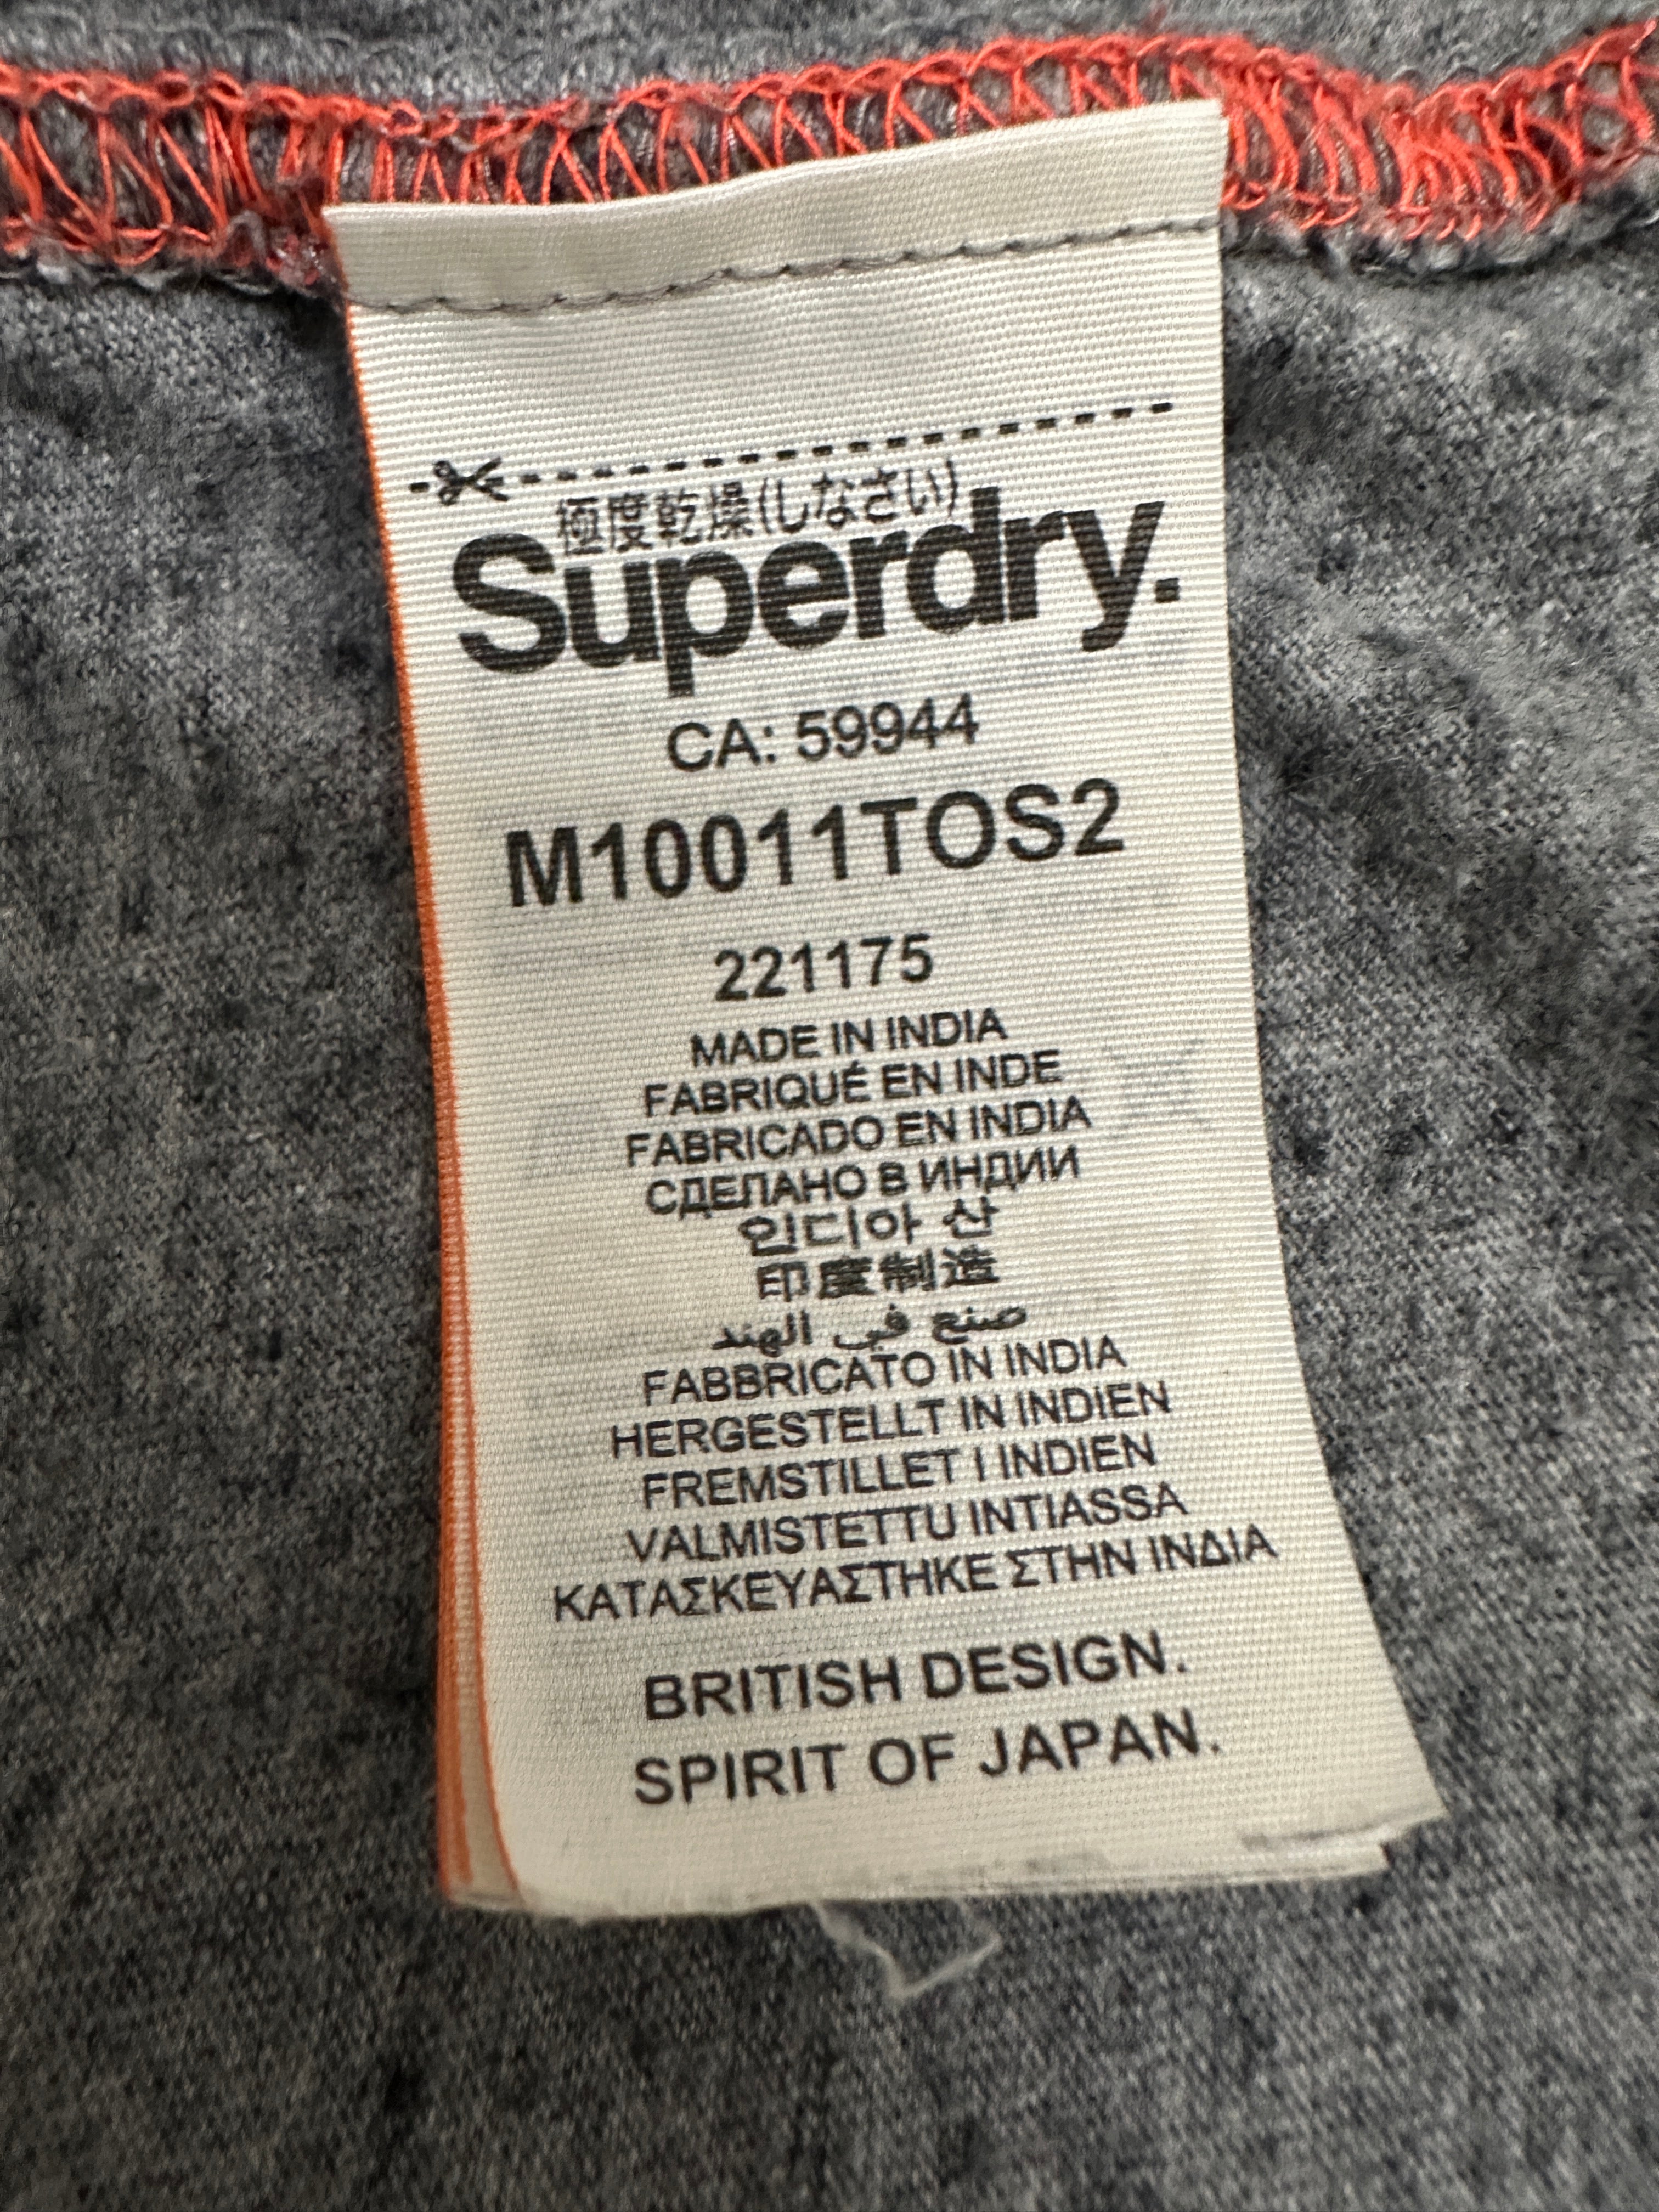 極度乾燥(しなさい)
Superdry.
CA: 59944
M10011TOS2
221175
MADE IN INDIA
FABRIQUÉ EN INDE
FABRICADO EN INDIA
СДЕЛАНО В ИНДИИ
인디아 산
印度制造
صنع في الهند
FABBRICATO IN INDIA
HERGESTELLT IN INDIEN
FREMSTILLET I INDIEN
VALMISTETTU INTIASSA
ΚΑΤΑΣΚΕΥΑΣΤΗΚΕ ΣΤΗΝ ΙΝΔΙΑ
BRITISH DESIGN.
SPIRIT OF JAPAN.